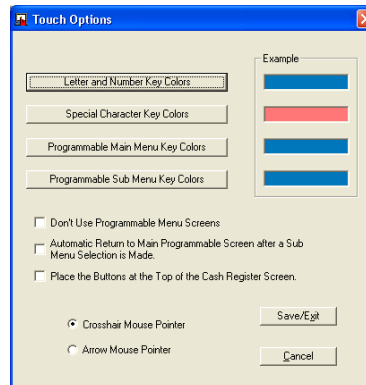 Touch Options
Example
Letter and Number Key Colors
Special Character Key Colors
Programmable Main Menu Key Colors
Programmable Sub Menu Key Colors
Don't Use Programmable Menu Screens
Automatic Return to Main Programmable Screen after a Sub
Menu Selection is Made.
Place the Buttons at the Top of the Cash Register Screen.
Crosshair Mouse Pointer
Save/Exit
Arrow Mouse Pointer
Cancel